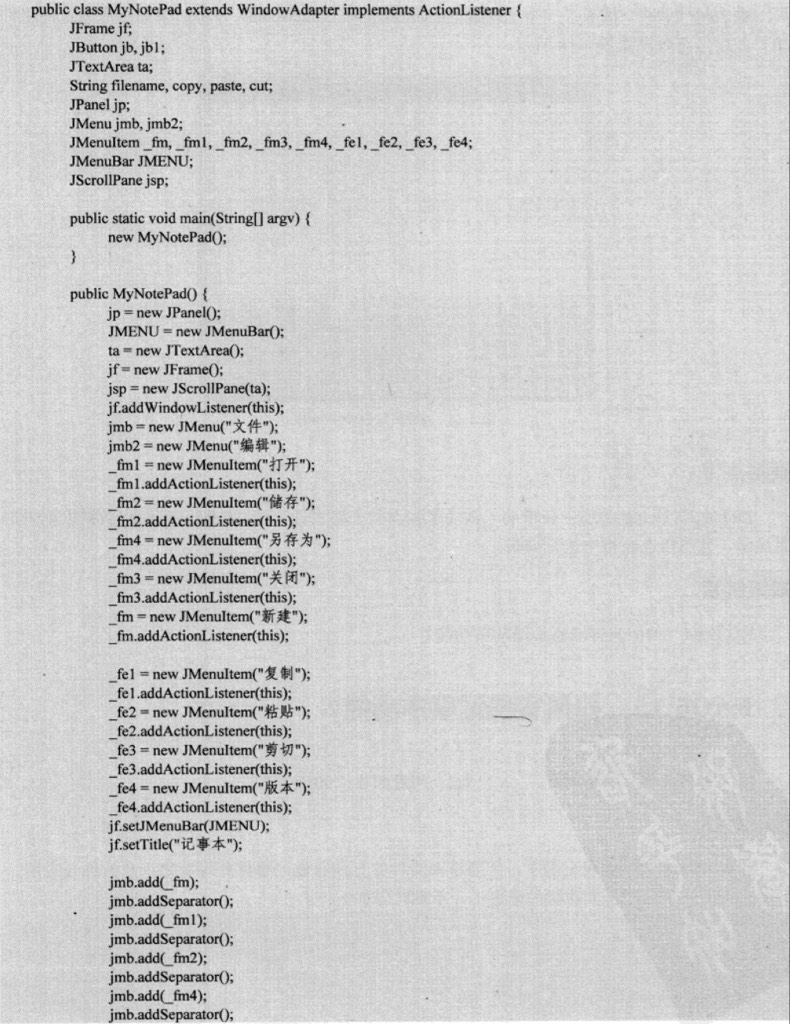 public class MyNotePad extends WindowAdapter implements ActionListener {
JFrame jf;
JButton jb, jb1;
JTextArea ta;
String filename, copy, paste, cut;
JPanel jp;
JMenu jmb, jmb2;
JMenuItem _fm, _fm1, _fm2, _fm3, _fm4, _fe1, _fe2, _fe3, _fe4;
JMenuBar JMENU;
JScrollPane jsp;
public static void main(String[] argv) {
new MyNotePad();
}
public MyNotePad() {
jp = new JPanel();
JMENU = new JMenuBar();
ta = new JTextArea();
jf = new JFrame();
jsp = new JScrollPane(ta);
jf.addWindowListener(this);
jmb = new JMenu("文件");
jmb2 = new JMenu("编辑");
_fm1 = new JMenuItem("打开");
_fm1.addActionListener(this);
_fm2 = new JMenuItem("储存");
_fm2.addActionListener(this);
_fm4 = new JMenuItem("另存为");
_fm4.addActionListener(this);
_fm3 = new JMenuItem("关闭");
_fm3.addActionListener(this);
_fm = new JMenuItem("新建");
_fm.addActionListener(this);
_fe1 = new JMenuItem("复制");
_fe1.addActionListener(this);
_fe2 = new JMenuItem("粘贴");
_fe2.addActionListener(this);
_fe3 = new JMenuItem("剪切");
_fe3.addActionListener(this);
_fe4 = new JMenuItem("版本");
_fe4.addActionListener(this);
jf.setJMenuBar(JMENU);
jf.setTitle("记事本");
jmb.add(_fm);
jmb.addSeparator();
jmb.add(_fm1);
jmb.addSeparator();
jmb.add(_fm2);
jmb.addSeparator();
jmb.add(_fm4);
jmb.addSeparator();